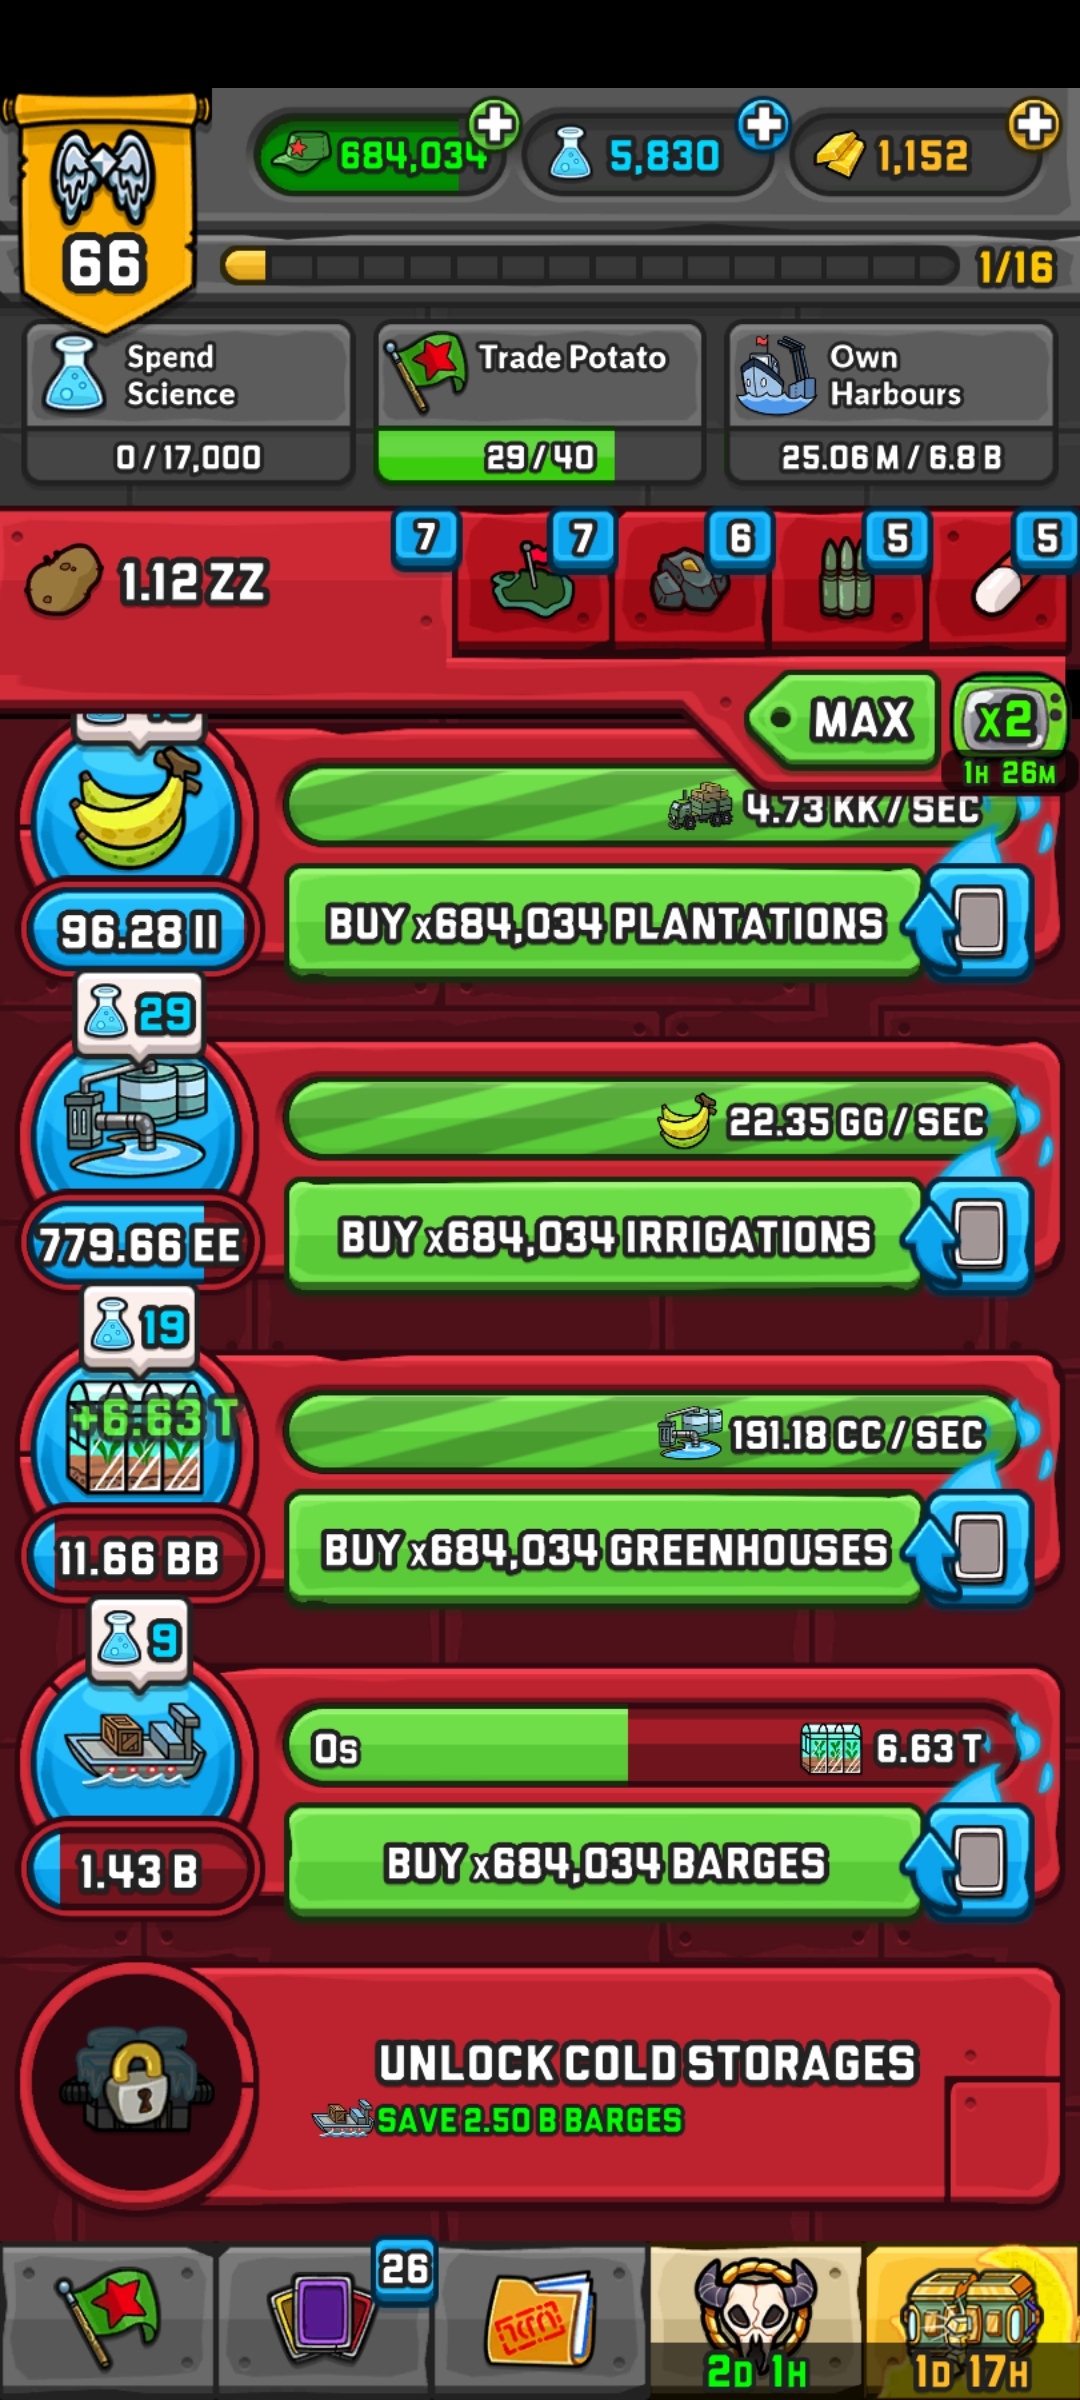 684,034
5,830
1,152
66
1/16
Spend
Science
0/17,000
Trade Potato
29/40
Own
Harbours
25.06 M / 6.8 B
1.12 ZZ
7
7
6
5
5
MAX
x2
1H 26M
4.73 KK / SEC
96.28 II
BUY x684,034 PLANTATIONS
29
22.35 GG / SEC
779.66 EE
BUY x684,034 IRRIGATIONS
19
+6.63 T
191.18 CC / SEC
11.66 BB
BUY x684,034 GREENHOUSES
9
0s
6.63 T
1.43 B
BUY x684,034 BARGES
UNLOCK COLD STORAGES
SAVE 2.50 B BARGES
26
2D 1H
1D 17H